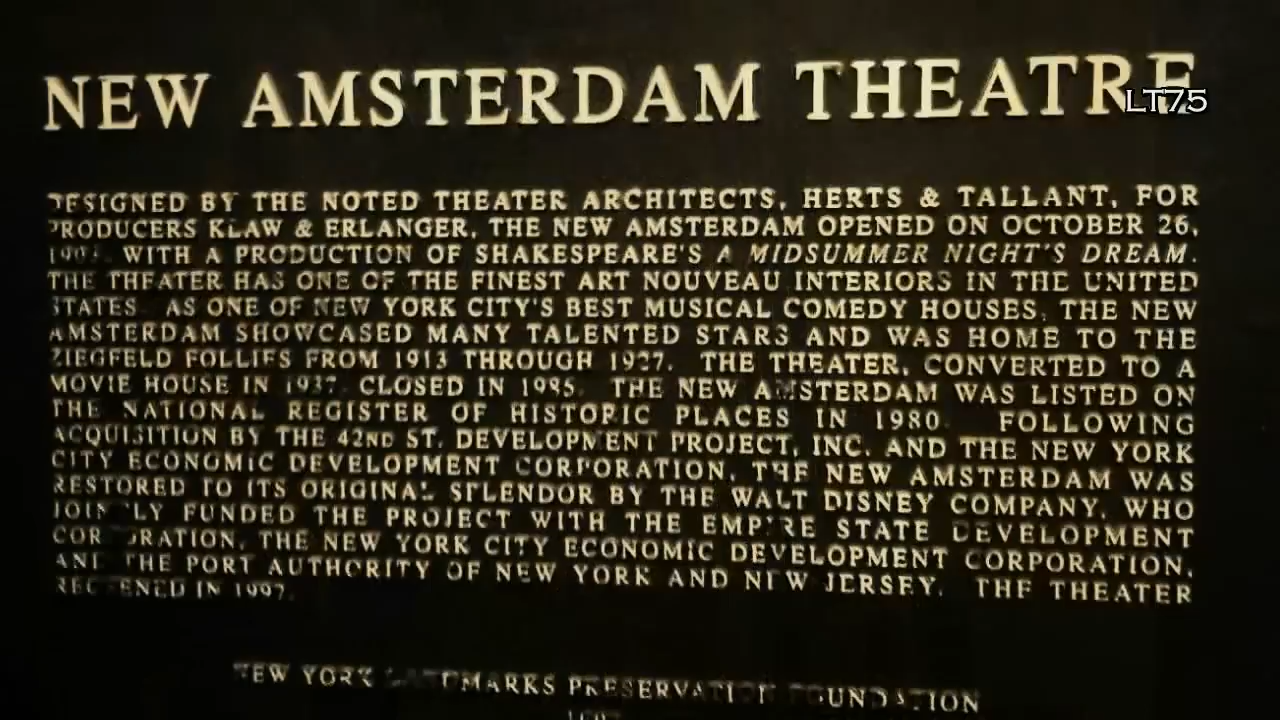 NEW AMSTERDAM THEATRE
LT75
DESIGNED BY THE NOTED THEATER ARCHITECTS, HERTS & TALLANT, FOR
PRODUCERS KLAW & ERLANGER, THE NEW AMSTERDAM OPENED ON OCTOBER 26,
WITH A PRODUCTION OF SHAKESPEARE'S A MIDSUMMER NIGHT'S DREAM.
THE THEATER HAS ONE OF THE FINEST ART NOUVEAU INTERIORS IN THE UNITED
STATES. AS ONE OF NEW YORK CITY'S BEST MUSICAL COMEDY HOUSES, THE NEW
AMSTERDAM SHOWCASED MANY TALENTED STARS AND WAS HOME TO THE
ZIEGFELD FOLLIES FROM 1913 THROUGH 1927. THE THEATER, CONVERTED TO A
MOVIE HOUSE IN 1937, CLOSED IN 1985. THE NEW AMSTERDAM WAS LISTED ON
THE NATIONAL REGISTER OF HISTORIC PLACES IN 1980. FOLLOWING
ACQUISITION BY THE 42ND ST. DEVELOPMENT PROJECT, INC. AND THE NEW YORK
CITY ECONOMIC DEVELOPMENT CORPORATION, THE NEW AMSTERDAM WAS
RESTORED TO ITS ORIGINAL SPLENDOR BY THE WALT DISNEY COMPANY, WHO
JOINTLY FUNDED THE PROJECT WITH THE EMPIRE STATE DEVELOPMENT
CORPORATION, THE NEW YORK CITY ECONOMIC DEVELOPMENT CORPORATION,
AND THE PORT AUTHORITY OF NEW YORK AND NEW JERSEY. THE THEATER
REOPENED IN 1997.
NEW YORK LANDMARKS PRESERVATION FOUNDATION